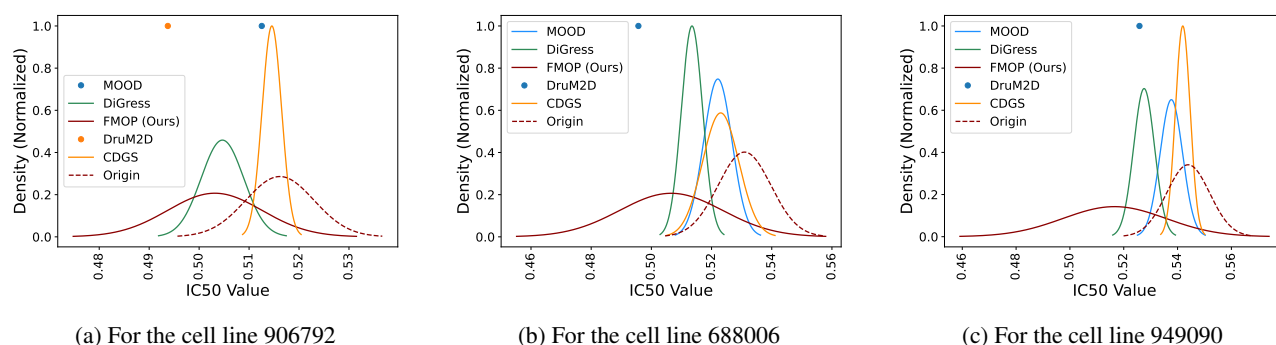 1.0
0.8
0.6
0.4
0.2
0.0
Density (Normalized)
MOOD
DiGress
FMOP (Ours)
DruM2D
CDGS
Origin
0.48
0.49
0.50
0.51
0.52
0.53
IC50 Value
(a) For the cell line 906792
1.0
0.8
0.6
0.4
0.2
0.0
Density (Normalized)
MOOD
DiGress
FMOP (Ours)
DruM2D
CDGS
Origin
0.46
0.48
0.50
0.52
0.54
0.56
IC50 Value
(b) For the cell line 688006
1.0
0.8
0.6
0.4
0.2
0.0
Density (Normalized)
MOOD
DiGress
FMOP (Ours)
DruM2D
CDGS
Origin
0.46
0.48
0.50
0.52
0.54
0.56
IC50 Value
(c) For the cell line 949090